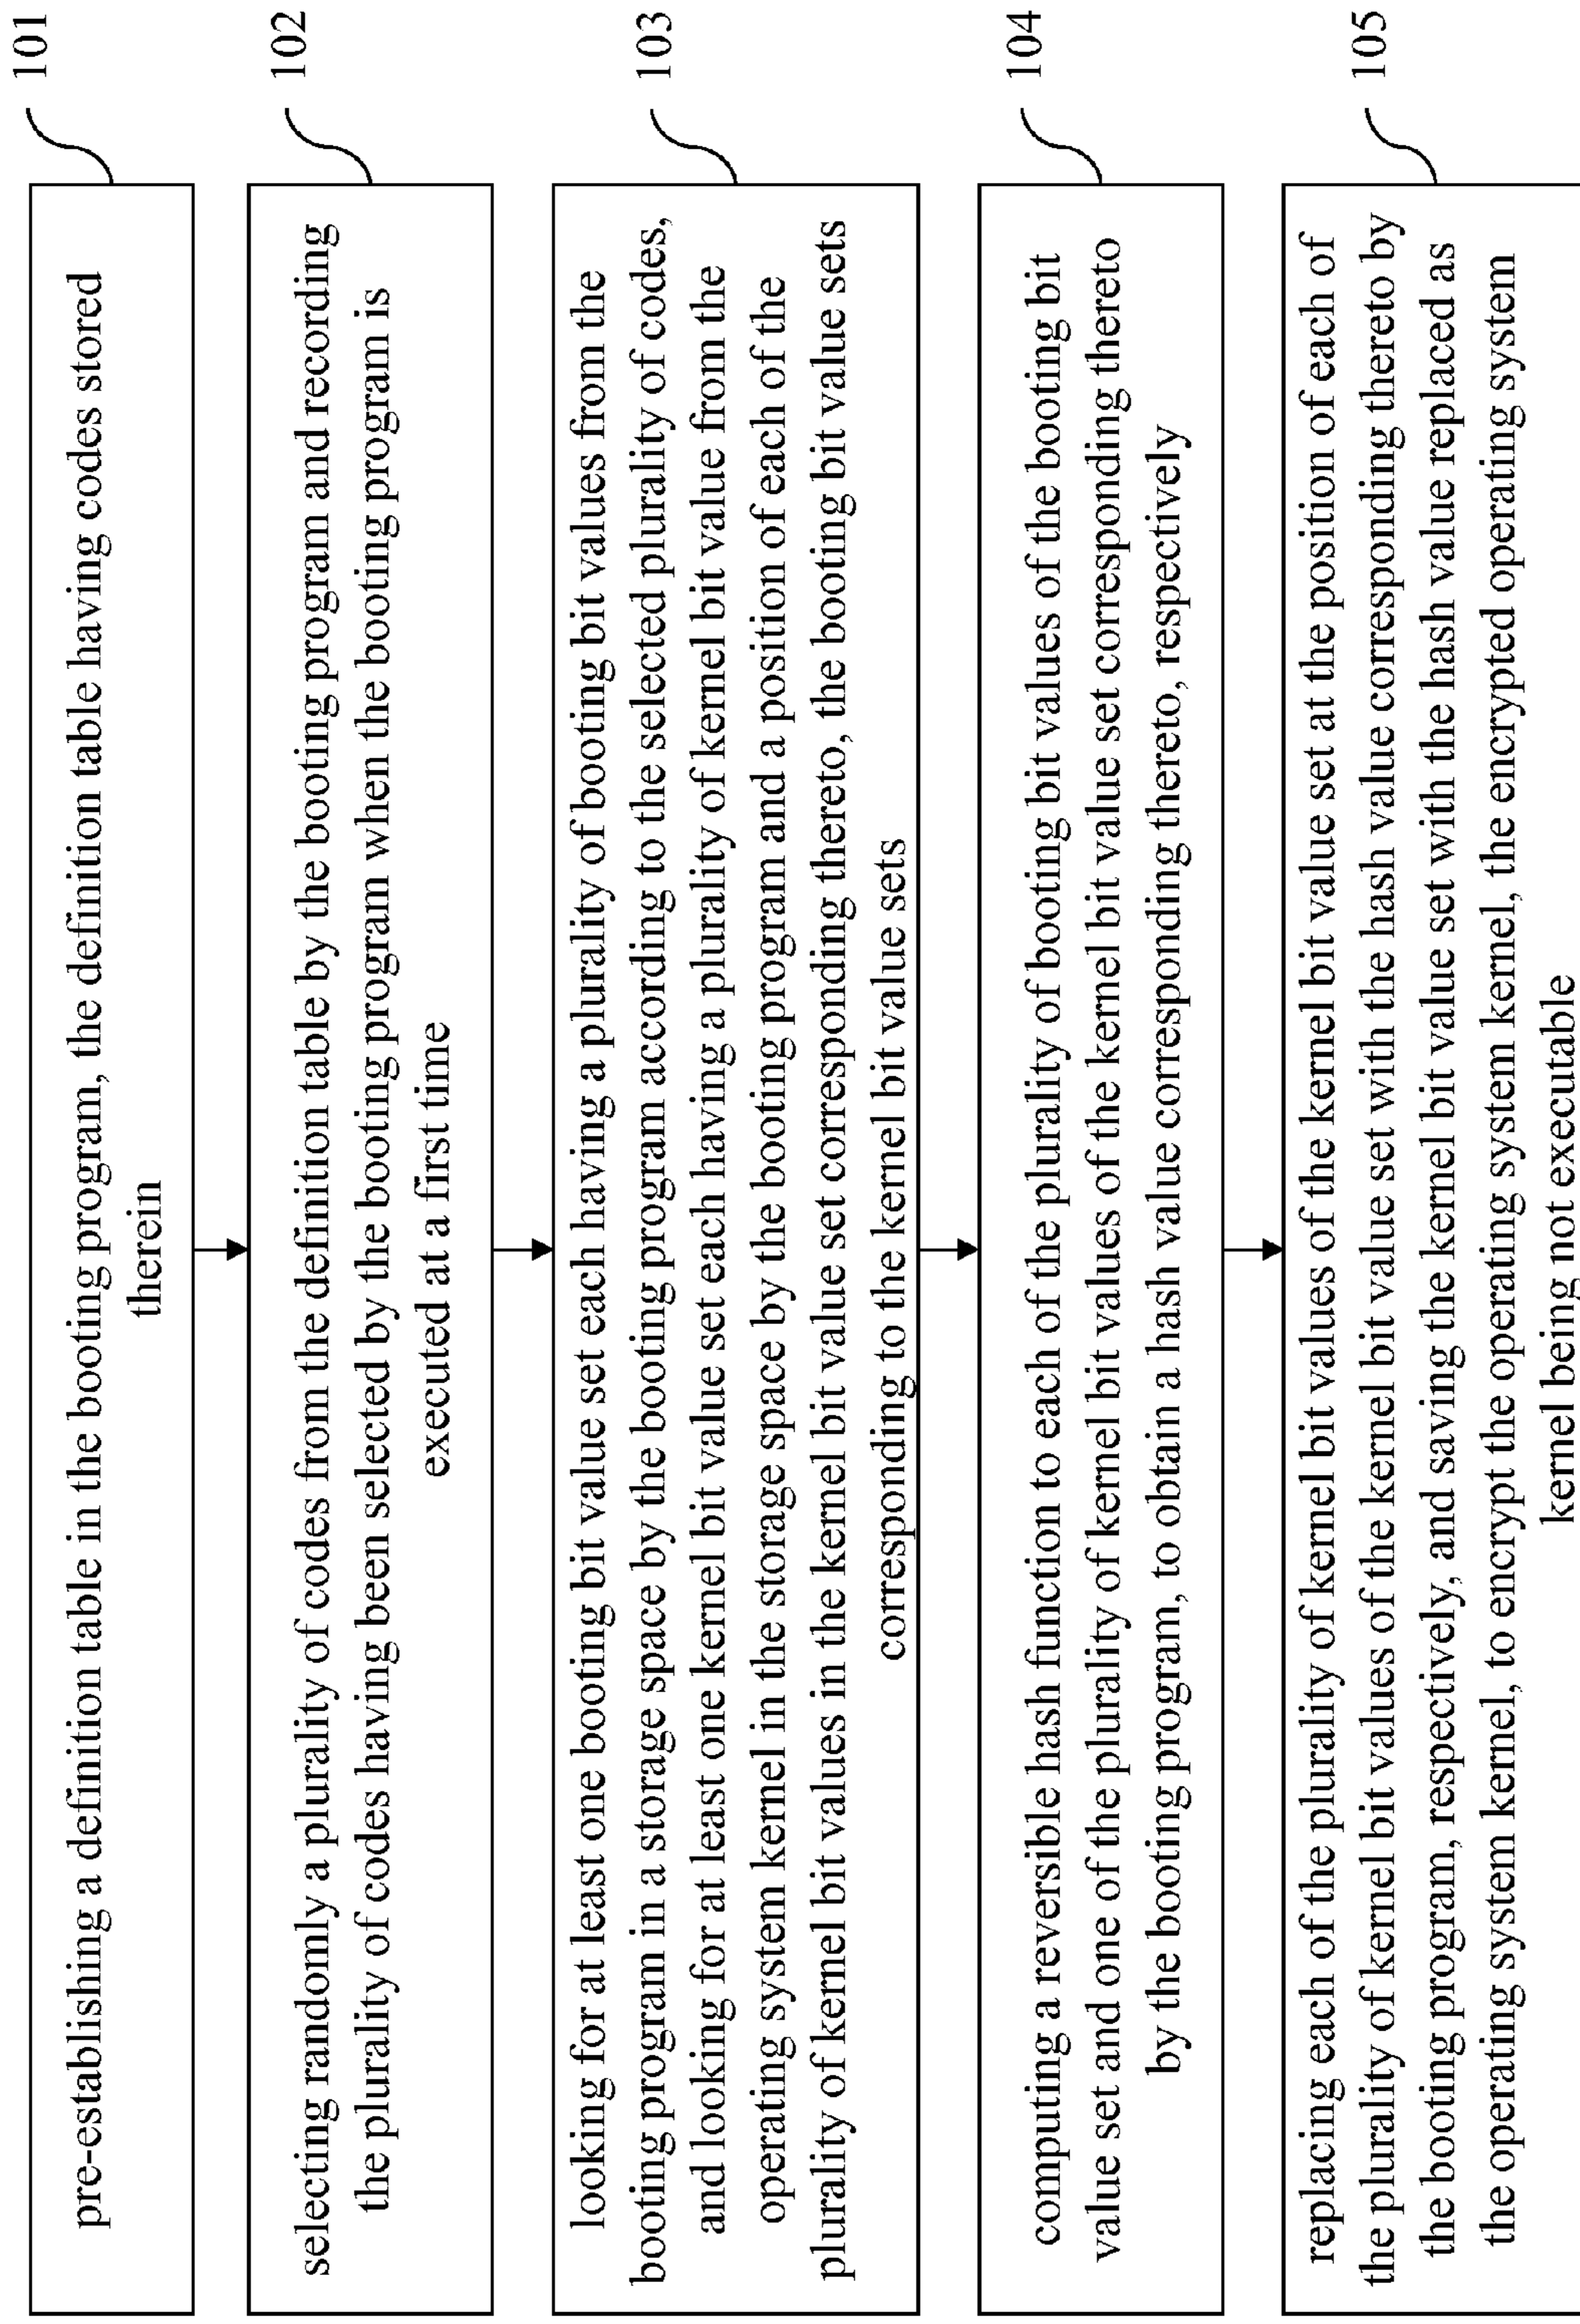 101
pre-establishing a definition table in the booting program, the definition table having codes stored
therein
102
selecting randomly a plurality of codes from the definition table by the booting program and recording
the plurality of codes having been selected by the booting program when the booting program is
executed at a first time
103
looking for at least one booting bit value set each having a plurality of booting bit values from the
booting program in a storage space by the booting program according to the selected plurality of codes,
and looking for at least one kernel bit value set each having a plurality of kernel bit value from the
operating system kernel in the storage space by the booting program and a position of each of the
plurality of kernel bit values in the kernel bit value set corresponding thereto, the booting bit value sets
corresponding to the kernel bit value sets
104
computing a reversible hash function to each of the plurality of booting bit values of the booting bit
value set and one of the plurality of kernel bit values of the kernel bit value set corresponding thereto
by the booting program, to obtain a hash value corresponding thereto, respectively
105
replacing each of the plurality of kernel bit values of the kernel bit value set at the position of each of
the plurality of kernel bit values of the kernel bit value set with the hash value corresponding thereto by
the booting program, respectively, and saving the kernel bit value set with the hash value replaced as
the operating system kernel, to encrypt the operating system kernel, the encrypted operating system
kernel being not executable